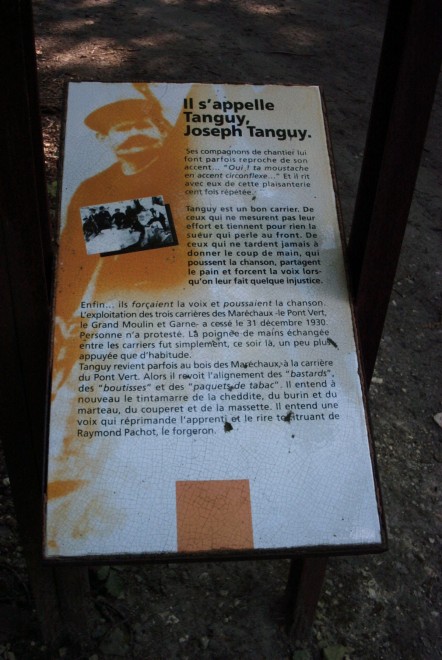 Il s'appelle
Tanguy,
Joseph Tanguy.
Ses compagnons de chantier lui
font parfois reproche de son
accent... "Oui ! ta moustache
en accent circonflexe..." Et il rit
avec eux de cette plaisanterie
cent fois répétée.
Tanguy est un bon carrier. De
ceux qui ne mesurent pas leur
effort et tiennent pour rien la
suéur qui perle au front. De
ceux qui ne tardent jamais à
donner le coup de main, qui
poussent la chanson, partagent
le pain et forcent la voix lors-
qu'on leur fait quelque injustice.
Enfin... ils forçaient la voix et poussaient la chanson.
L'exploitation des trois carrières des Maréchaux -le Pont Vert,
le Grand Moulin et Garne- a cessé le 31 décembre 1930.
Personne n'a protesté. La poignée de mains échangée
entre les carriers fut simplement, ce soir là, un peu plus
appuyée que d'habitude.
Tanguy revient parfois au bois des Maréchaux, à la carrière
du Pont Vert. Alors il revoit l'alignement des "bastards",
des "boutisses" et des "paquets de tabac". Il entend à
nouveau le tintamarre de la cheddite, du burin et du
marteau, du couperet et de la massette. Il entend une
voix qui réprimande l'apprenti et le rire tonitruant de
Raymond Pachot, le forgeron.